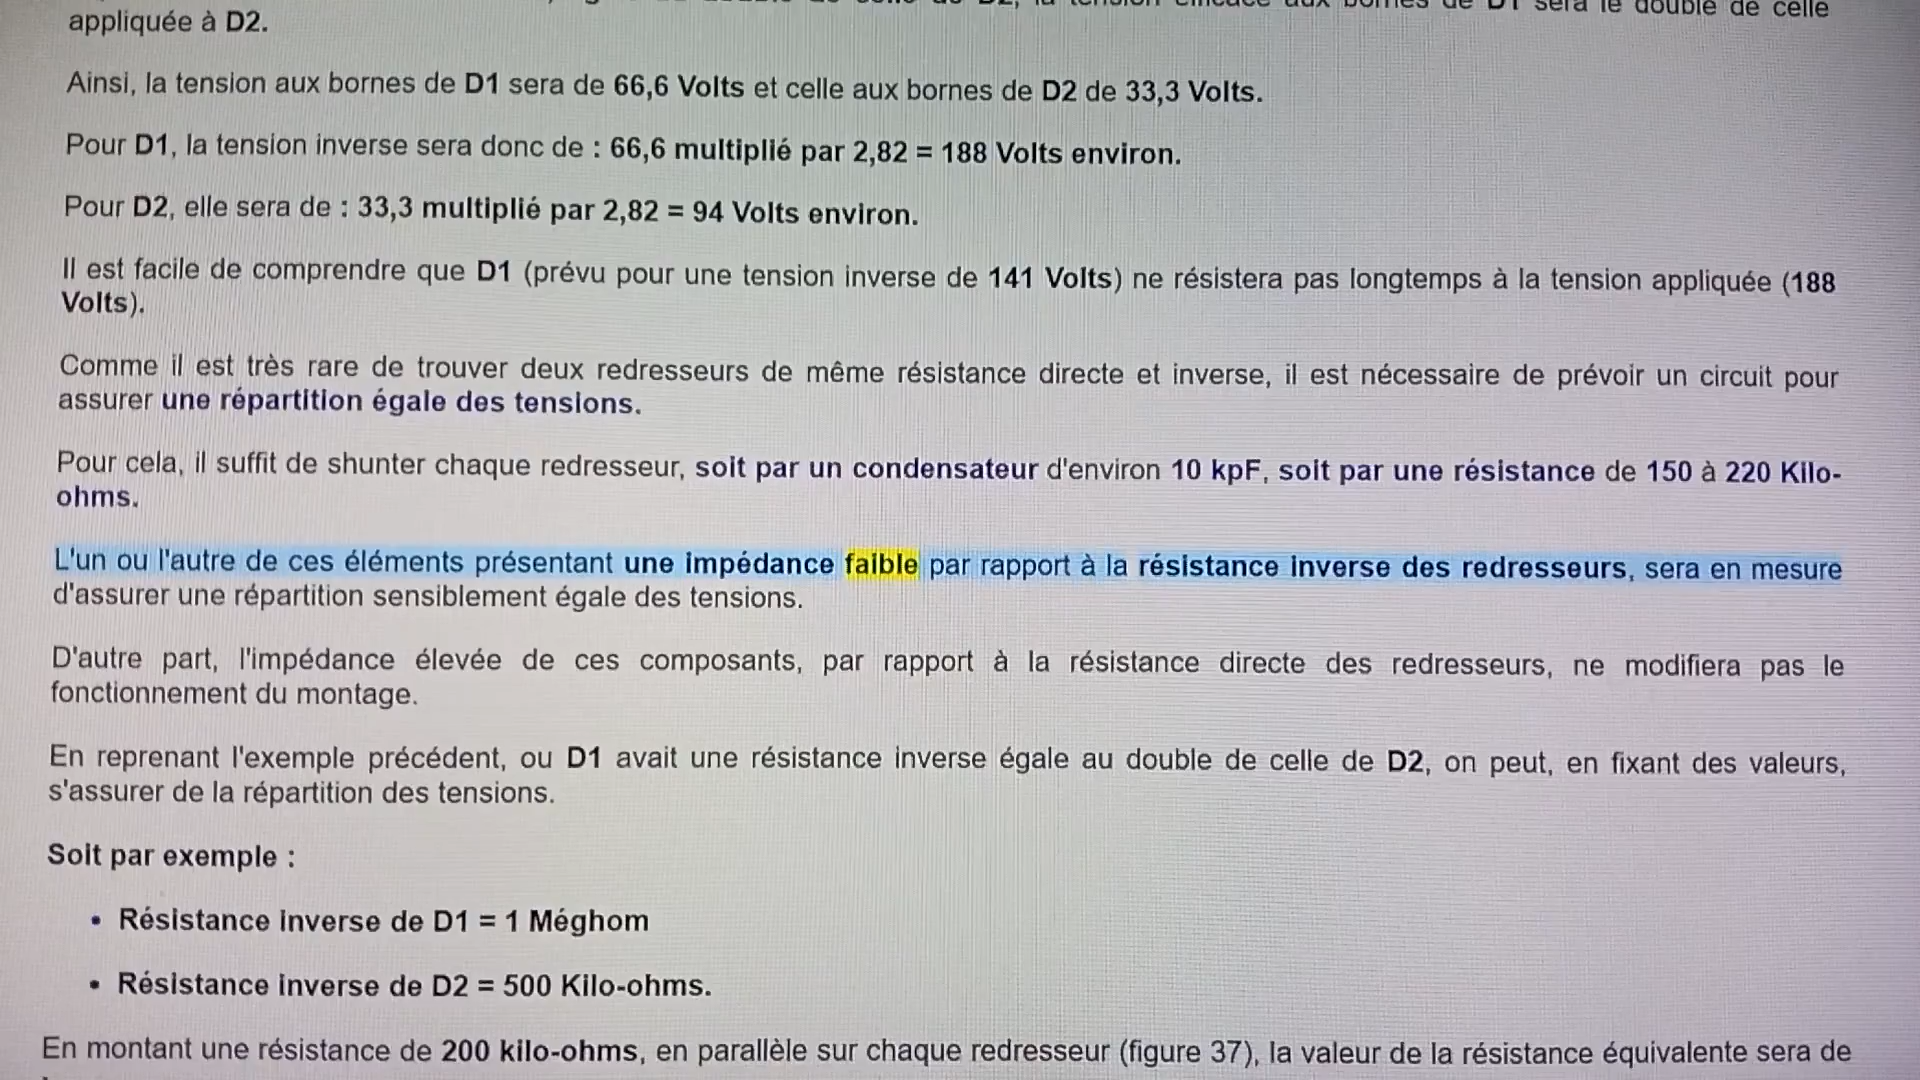 aux bornes de D1 sera le double de celle
appliquée à D2.
Ainsi, la tension aux bornes de D1 sera de 66,6 Volts et celle aux bornes de D2 de 33,3 Volts.
Pour D1, la tension inverse sera donc de : 66,6 multiplié par 2,82 = 188 Volts environ.
Pour D2, elle sera de : 33,3 multiplié par 2,82 = 94 Volts environ.
Il est facile de comprendre que D1 (prévu pour une tension inverse de 141 Volts) ne résistera pas longtemps à la tension appliquée (188
Volts).
Comme il est très rare de trouver deux redresseurs de même résistance directe et inverse, il est nécessaire de prévoir un circuit pour
assurer une répartition égale des tensions.
Pour cela, il suffit de shunter chaque redresseur, soit par un condensateur d'environ 10 kpF, soit par une résistance de 150 à 220 Kilo-
ohms.
L'un ou l'autre de ces éléments présentant une impédance faible par rapport à la résistance inverse des redresseurs, sera en mesure
d'assurer une répartition sensiblement égale des tensions.
D'autre part, l'impédance élevée de ces composants, par rapport à la résistance directe des redresseurs, ne modifiera pas le
fonctionnement du montage.
En reprenant l'exemple précédent, ou D1 avait une résistance inverse égale au double de celle de D2, on peut, en fixant des valeurs,
s'assurer de la répartition des tensions.
Soit par exemple :
• Résistance inverse de D1 = 1 Méghom
• Résistance inverse de D2 = 500 Kilo-ohms.
En montant une résistance de 200 kilo-ohms, en parallèle sur chaque redresseur (figure 37), la valeur de la résistance équivalente sera de